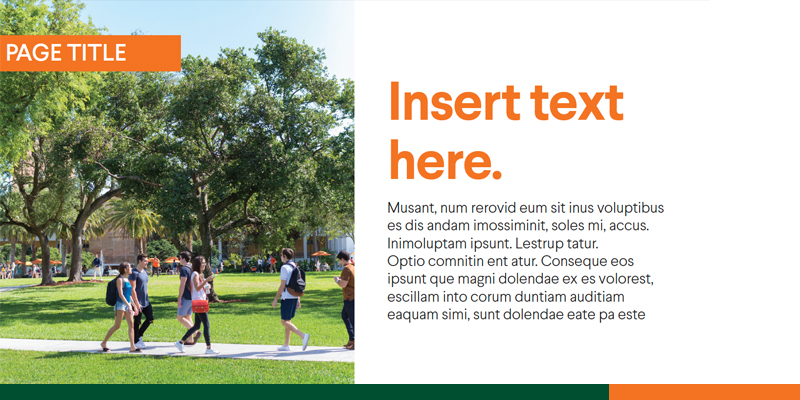 PAGE TITLE
Insert text
here.
Musant, num rerovid eum sit inus voluptibus
es dis andam imossiminit, soles mi, accus.
Inimoluptam ipsunt. Lestrup tatur.
Optio comnitin ent atur. Conseque eos
ipsunt que magni dolendae ex es volorest,
escillam into corum duntiam auditiam
eaquam simi, sunt dolendae eate pa este